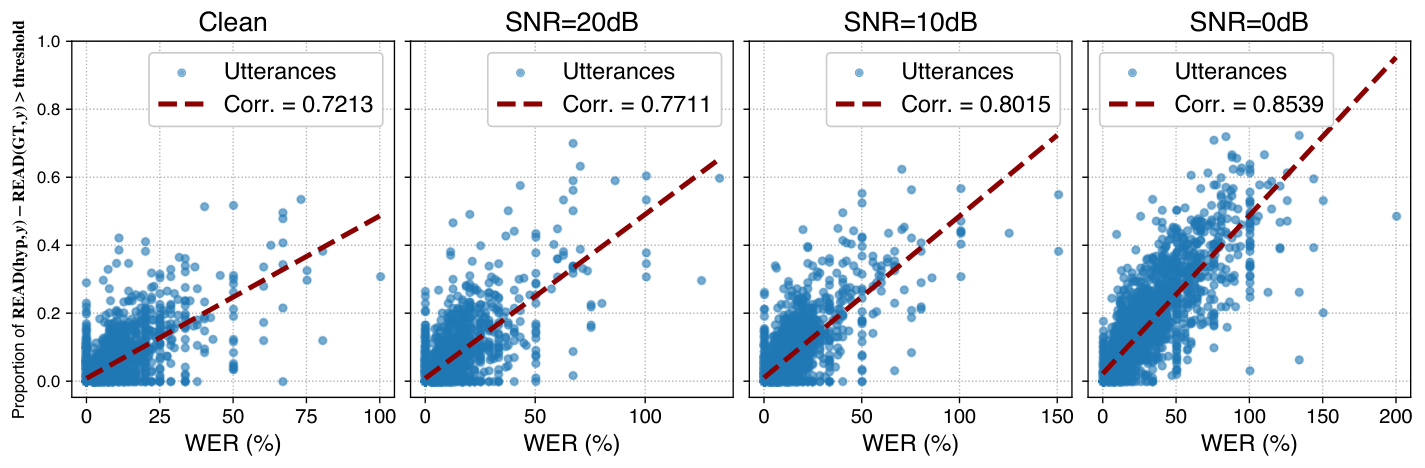 Clean
SNR=20dB
SNR=10dB
SNR=0dB
Proportion of READ(hyp, y) − READ(GT, y) > threshold
1.0
0.8
0.6
0.4
0.2
0.0
Utterances
Corr. = 0.7213
Utterances
Corr. = 0.7711
Utterances
Corr. = 0.8015
Utterances
Corr. = 0.8539
0 25 50 75 100
0 50 100
0 50 100 150
0 50 100 150 200
WER (%)
WER (%)
WER (%)
WER (%)